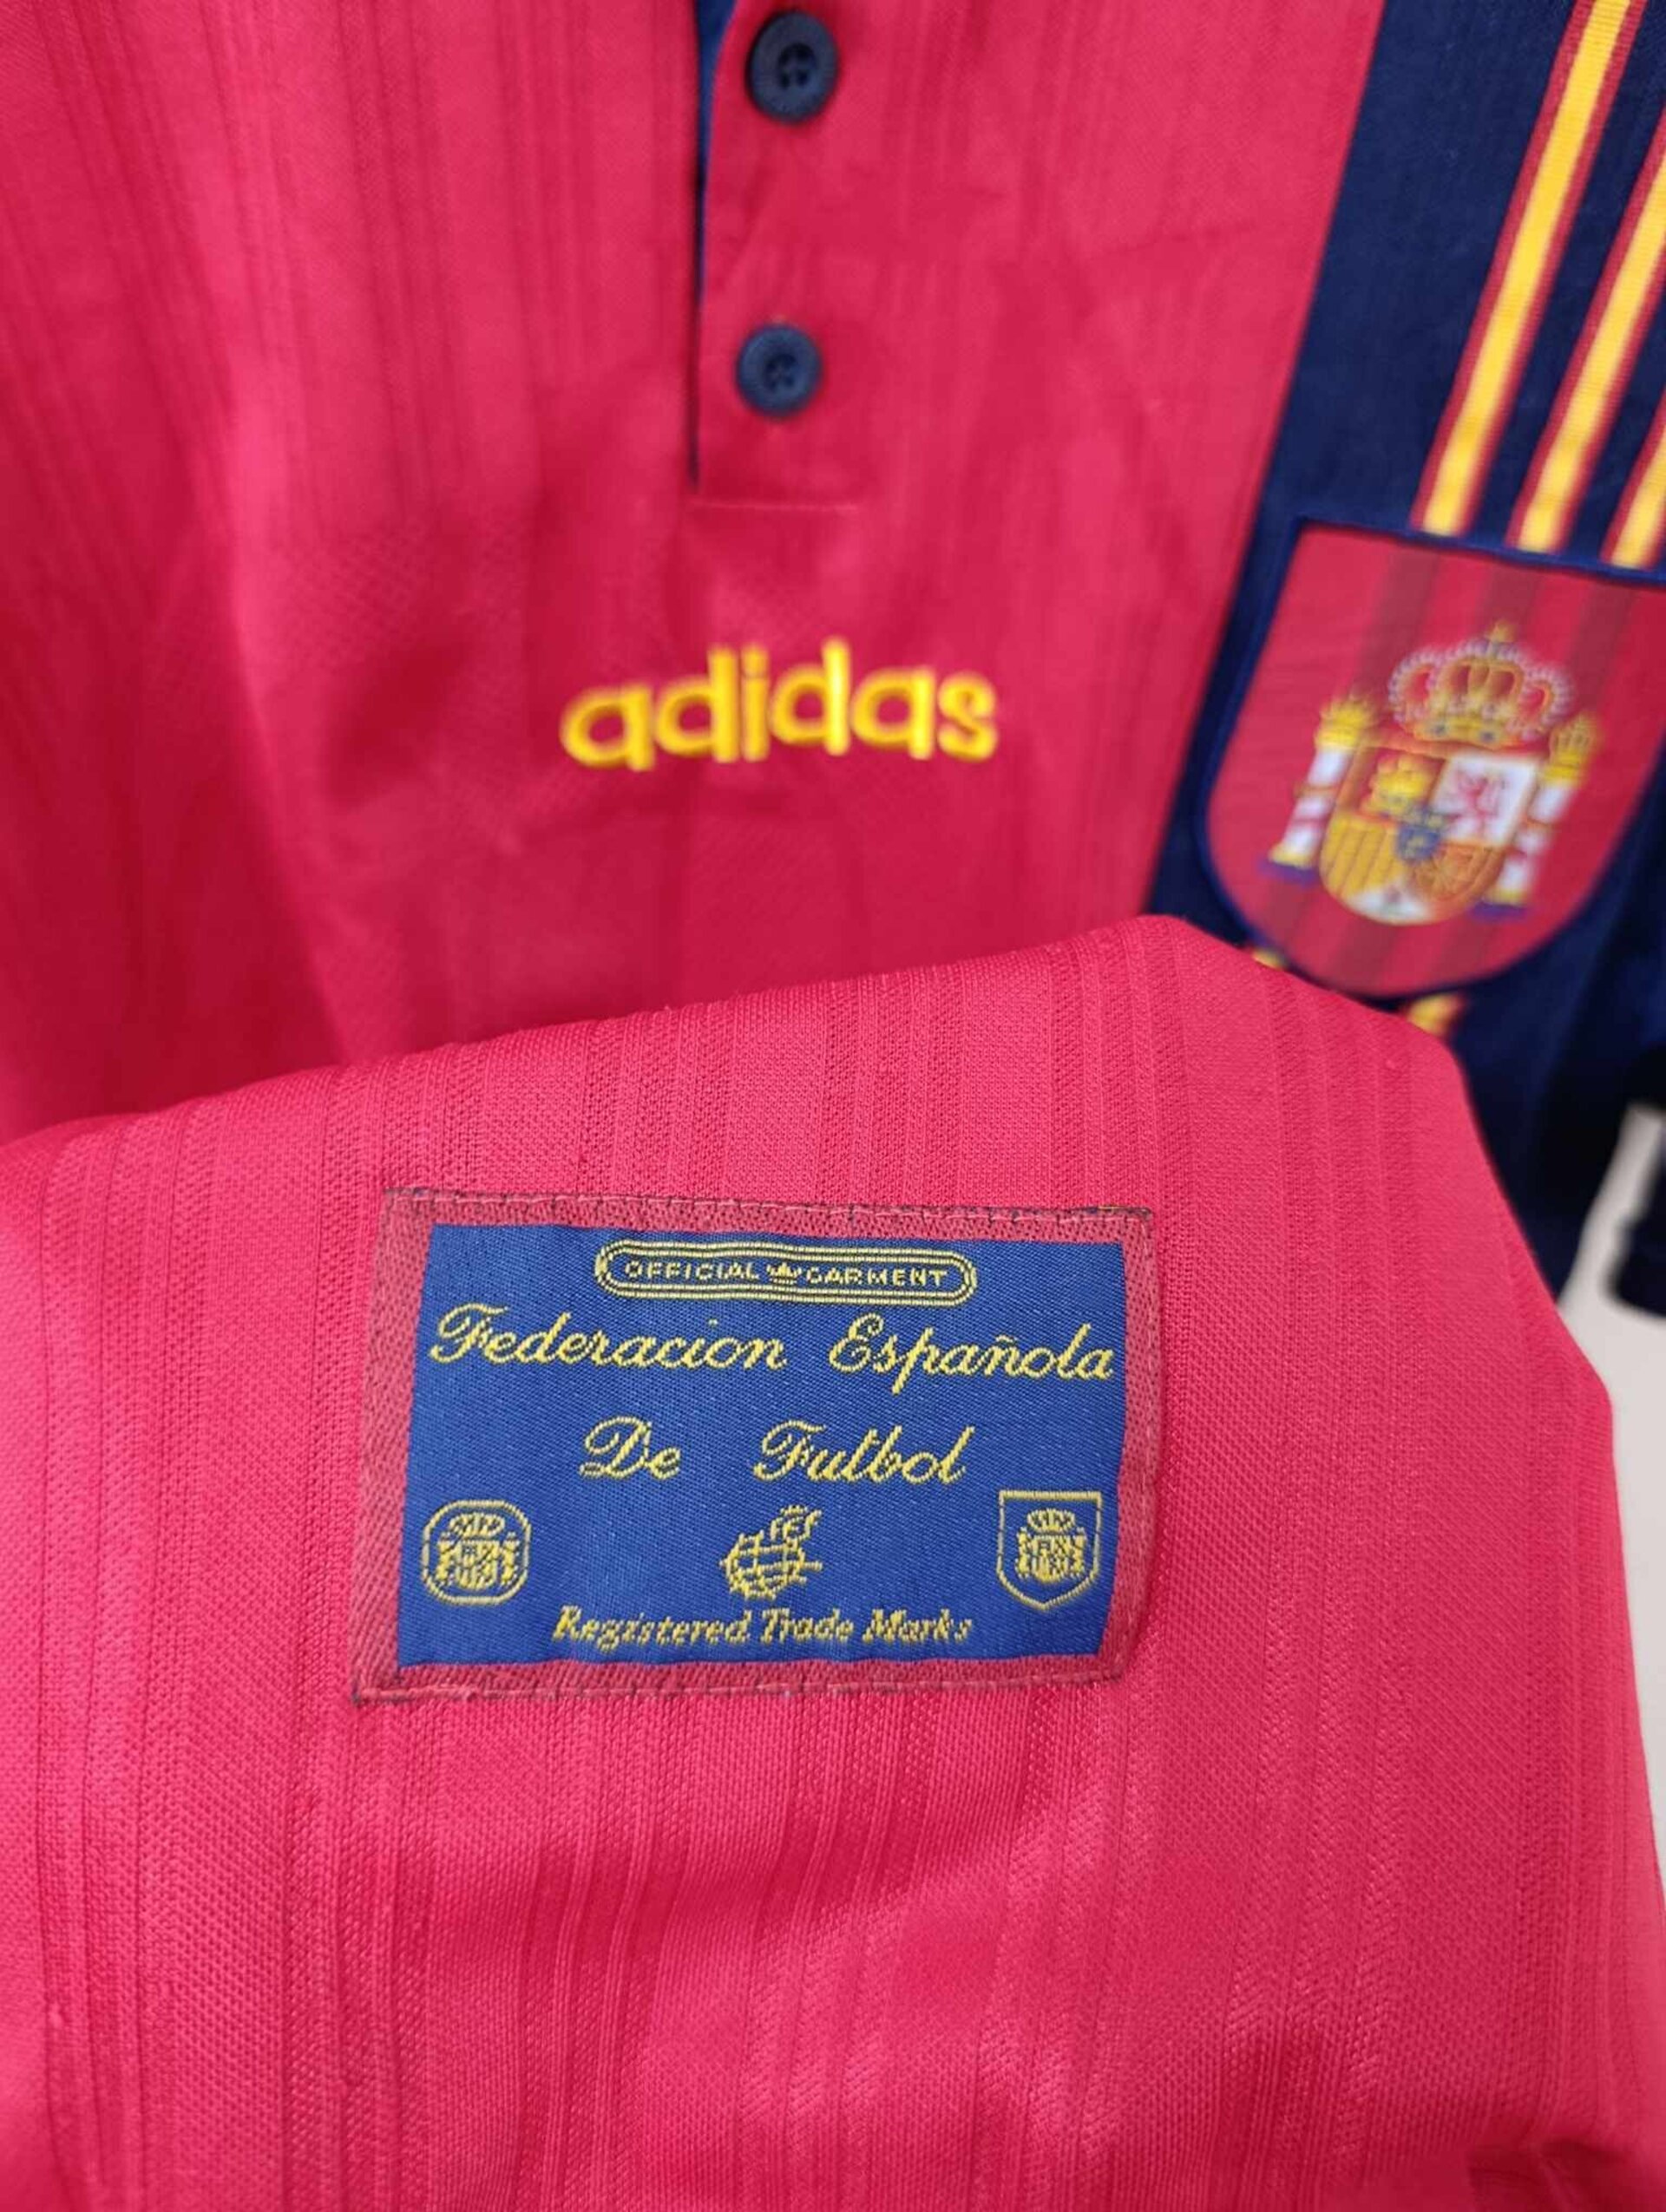 adidas
OFFICIAL GARMENT
Federacion Española
De Futbol
Registered Trade Marks